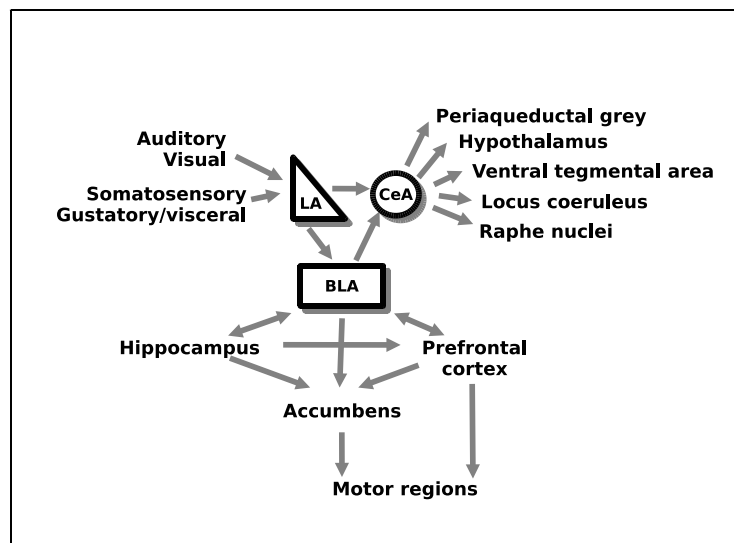 Periaqueductal grey
Auditory
Visual
Hypothalamus
Ventral tegmental area
Somatosensory
Gustatory/visceral
LA
CeA
Locus coeruleus
Raphe nuclei
BLA
Hippocampus
Prefrontal
cortex
Accumbens
Motor regions